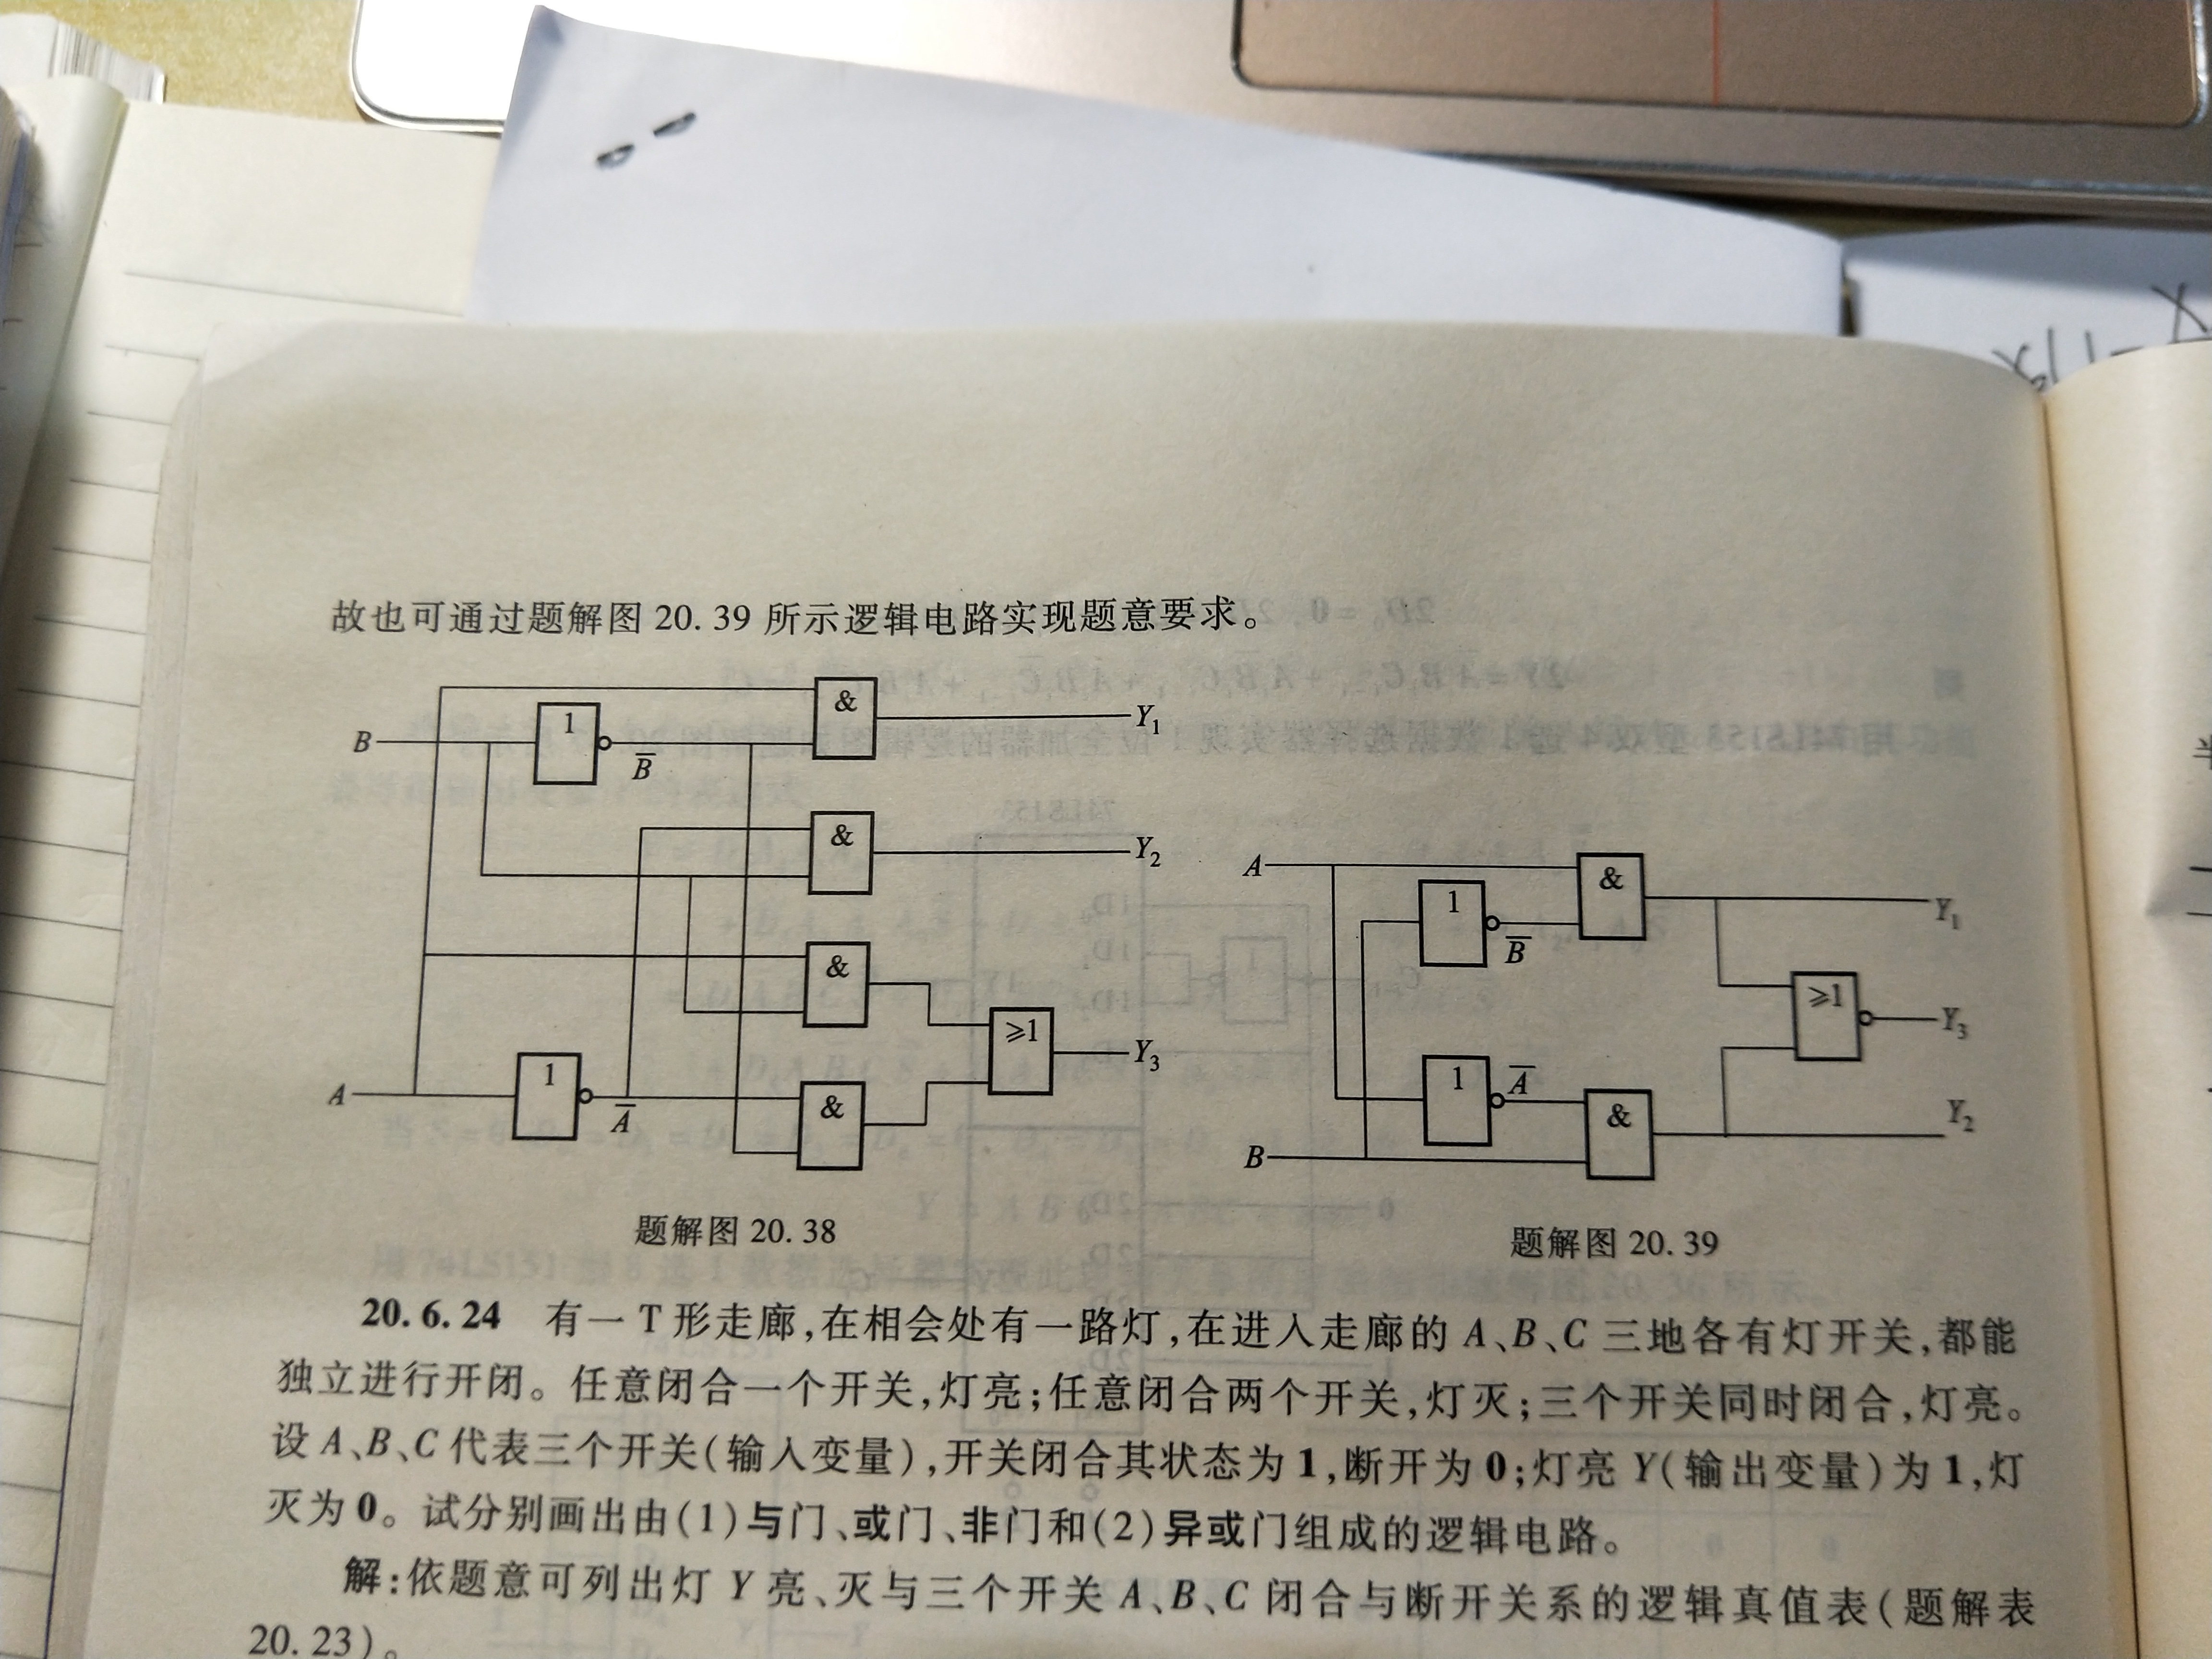 故也可通过题解图 20.39 所示逻辑电路实现题意要求。
& Y₁
B 1 B̅
& Y₂
&
≥1 Y₃
A 1 A̅ &
题解图 20.38
A & Y₁
1 B̅
≥1 Y₃
1 A̅
& Y₂
B
题解图 20.39
20.6.24 有一 T 形走廊,在相会处有一路灯,在进入走廊的 A、B、C 三地各有灯开关,都能
独立进行开闭。任意闭合一个开关,灯亮;任意闭合两个开关,灯灭;三个开关同时闭合,灯亮。
设 A、B、C 代表三个开关(输入变量),开关闭合其状态为 1,断开为 0;灯亮 Y(输出变量)为 1,灯
灭为 0。试分别画出由(1)与门、或门、非门和(2)异或门组成的逻辑电路。
解:依题意可列出灯 Y 亮、灭与三个开关 A、B、C 闭合与断开关系的逻辑真值表(题解表
20.23)。